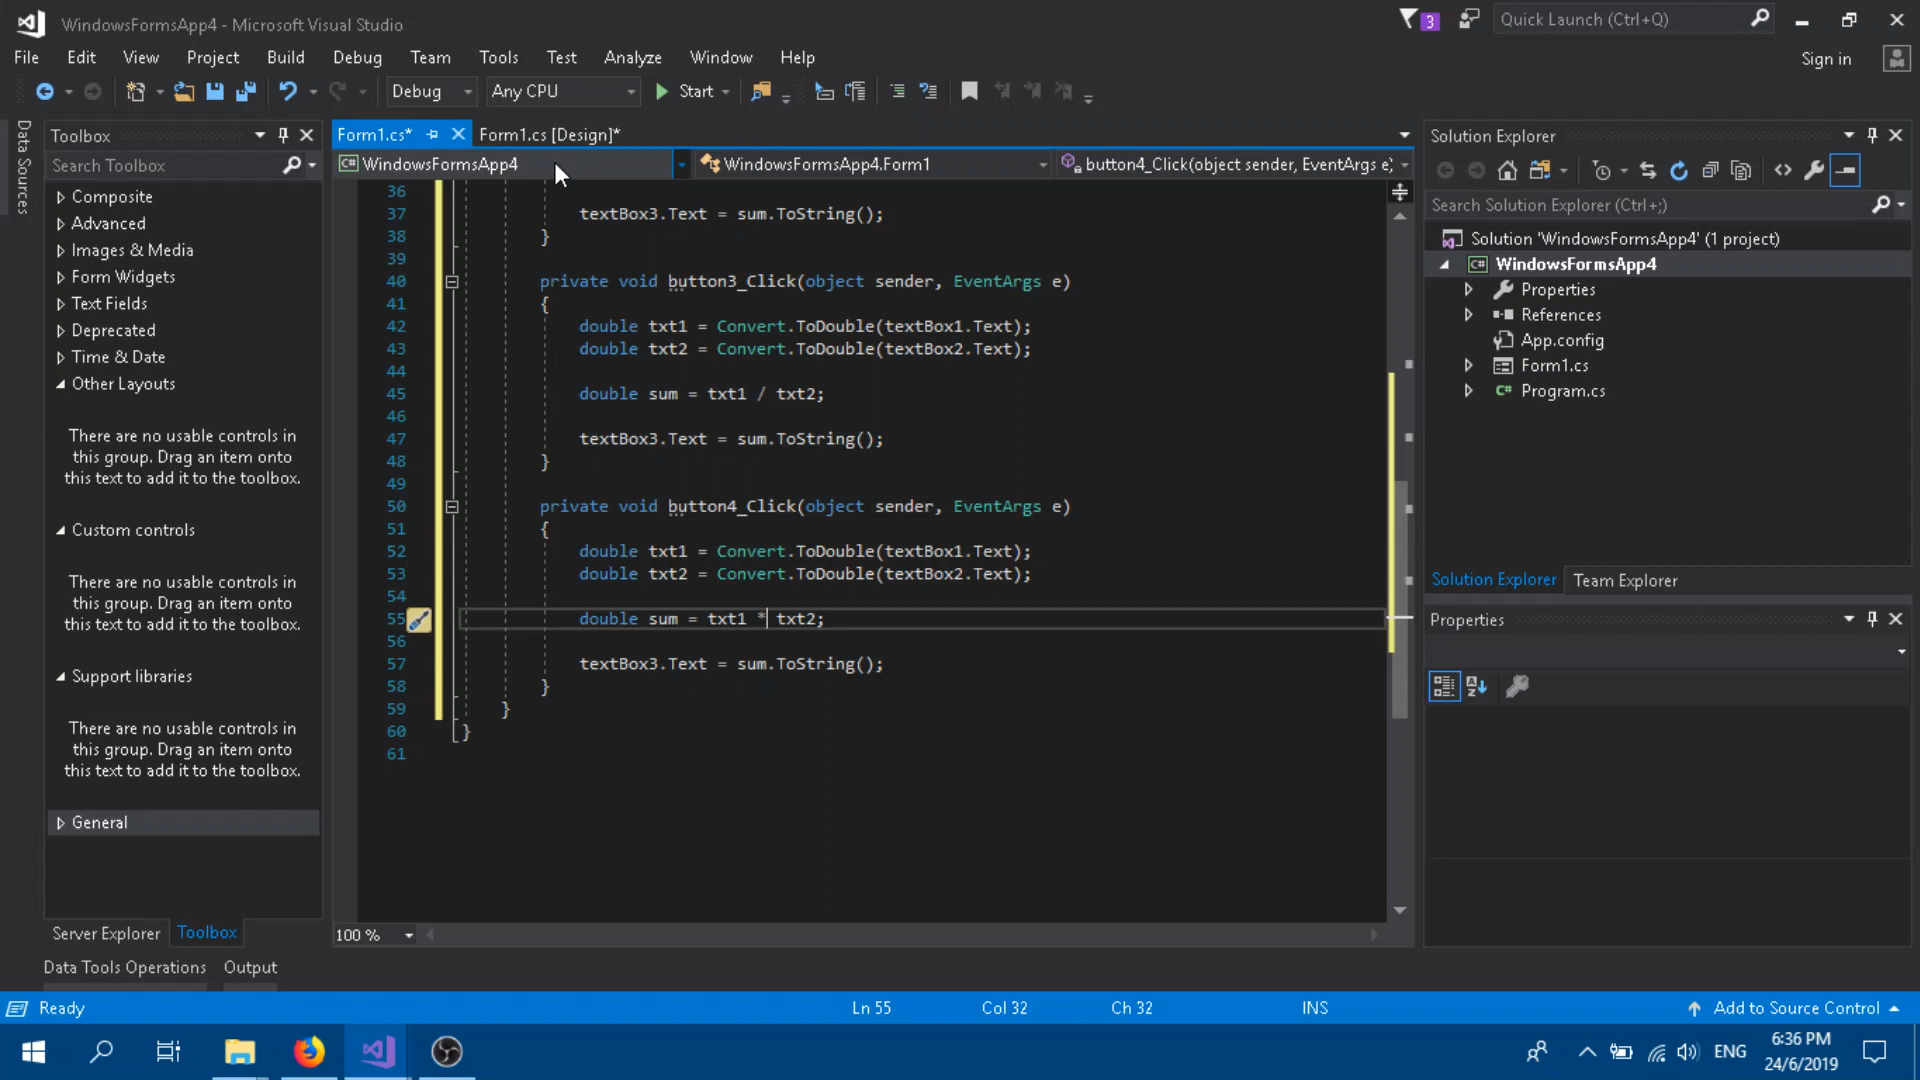 WindowsFormsApp4 - Microsoft Visual Studio
3
Quick Launch (Ctrl+Q)
File Edit View Project Build Debug Team Tools Test Analyze Window Help
Sign in
Debug Any CPU Start
Data Sources
Toolbox
Search Toolbox
Composite
Advanced
Images & Media
Form Widgets
Text Fields
Deprecated
Time & Date
Other Layouts
There are no usable controls in
this group. Drag an item onto
this text to add it to the toolbox.
Custom controls
There are no usable controls in
this group. Drag an item onto
this text to add it to the toolbox.
Support libraries
There are no usable controls in
this group. Drag an item onto
this text to add it to the toolbox.
General
Server Explorer Toolbox
Data Tools Operations Output
Form1.cs* Form1.cs [Design]*
C# WindowsFormsApp4 WindowsFormsApp4.Form1 button4_Click(object sender, EventArgs e)
36
37 textBox3.Text = sum.ToString();
38 }
39
40 private void button3_Click(object sender, EventArgs e)
41 {
42 double txt1 = Convert.ToDouble(textBox1.Text);
43 double txt2 = Convert.ToDouble(textBox2.Text);
44
45 double sum = txt1 / txt2;
46
47 textBox3.Text = sum.ToString();
48 }
49
50 private void button4_Click(object sender, EventArgs e)
51 {
52 double txt1 = Convert.ToDouble(textBox1.Text);
53 double txt2 = Convert.ToDouble(textBox2.Text);
54
55 double sum = txt1 * txt2;
56
57 textBox3.Text = sum.ToString();
58 }
59 }
60 }
61
100 %
Solution Explorer
Search Solution Explorer (Ctrl+;)
Solution 'WindowsFormsApp4' (1 project)
C# WindowsFormsApp4
Properties
References
App.config
Form1.cs
C# Program.cs
Solution Explorer Team Explorer
Properties
Ready Ln 55 Col 32 Ch 32 INS Add to Source Control
ENG
6:36 PM
24/6/2019